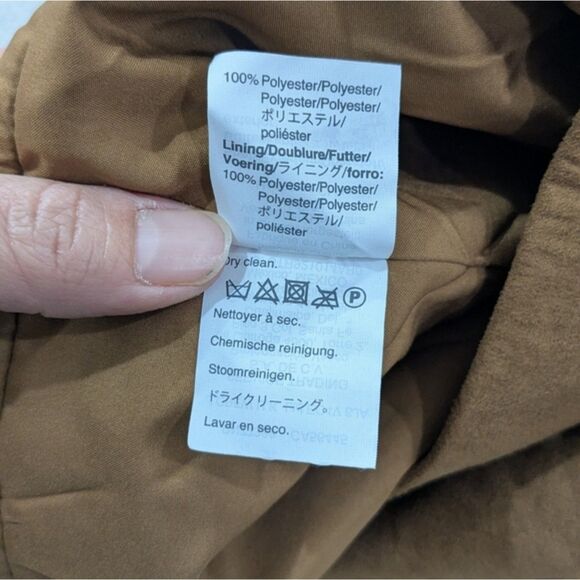 100% Polyester/Polyester/
Polyester/Polyester/
ポリエステル/
poliéster
Lining/Doublure/Futter/
Voering/ライニング/forro:
100% Polyester/Polyester/
Polyester/Polyester/
ポリエステル/
poliéster
Dry clean.
P
Nettoyer à sec.
Chemische reinigung.
Stoomreinigen.
ドライクリーニング。
Lavar en seco.